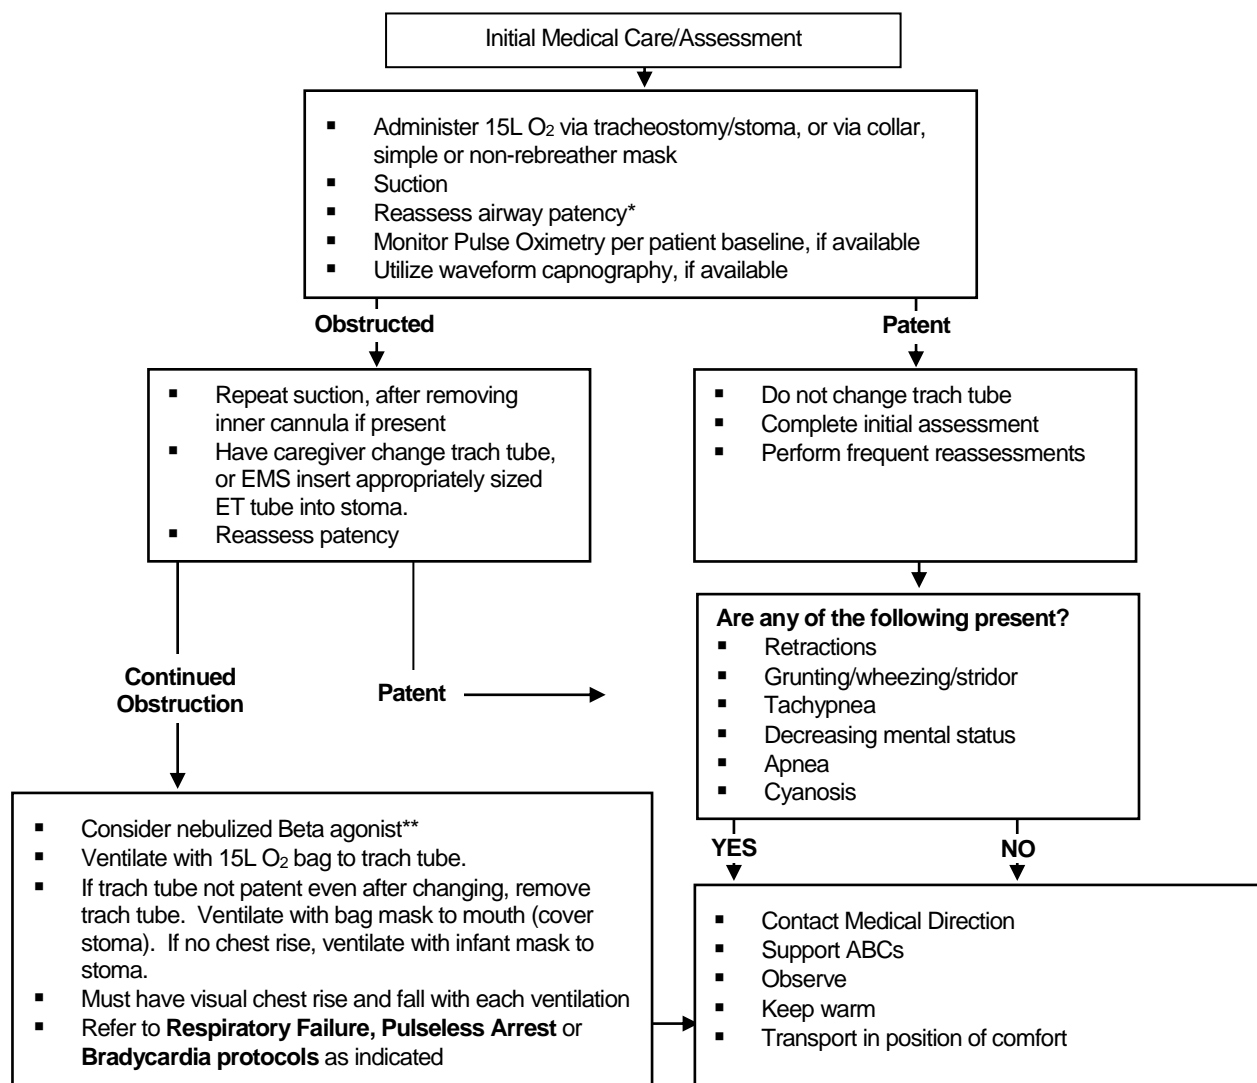 Initial Medical Care/Assessment
▪ Administer 15L O₂ via tracheostomy/stoma, or via collar,
simple or non-rebreather mask
▪ Suction
▪ Reassess airway patency*
▪ Monitor Pulse Oximetry per patient baseline, if available
▪ Utilize waveform capnography, if available
Obstructed
Patent
▪ Repeat suction, after removing
inner cannula if present
▪ Have caregiver change trach tube,
or EMS insert appropriately sized
ET tube into stoma.
▪ Reassess patency
▪ Do not change trach tube
▪ Complete initial assessment
▪ Perform frequent reassessments
Are any of the following present?
▪ Retractions
▪ Grunting/wheezing/stridor
▪ Tachypnea
▪ Decreasing mental status
▪ Apnea
▪ Cyanosis
Continued
Obstruction
Patent
YES
NO
▪ Consider nebulized Beta agonist**
▪ Ventilate with 15L O₂ bag to trach tube.
▪ If trach tube not patent even after changing, remove
trach tube. Ventilate with bag mask to mouth (cover
stoma). If no chest rise, ventilate with infant mask to
stoma.
▪ Must have visual chest rise and fall with each ventilation
▪ Refer to Respiratory Failure, Pulseless Arrest or
Bradycardia protocols as indicated
▪ Contact Medical Direction
▪ Support ABCs
▪ Observe
▪ Keep warm
▪ Transport in position of comfort